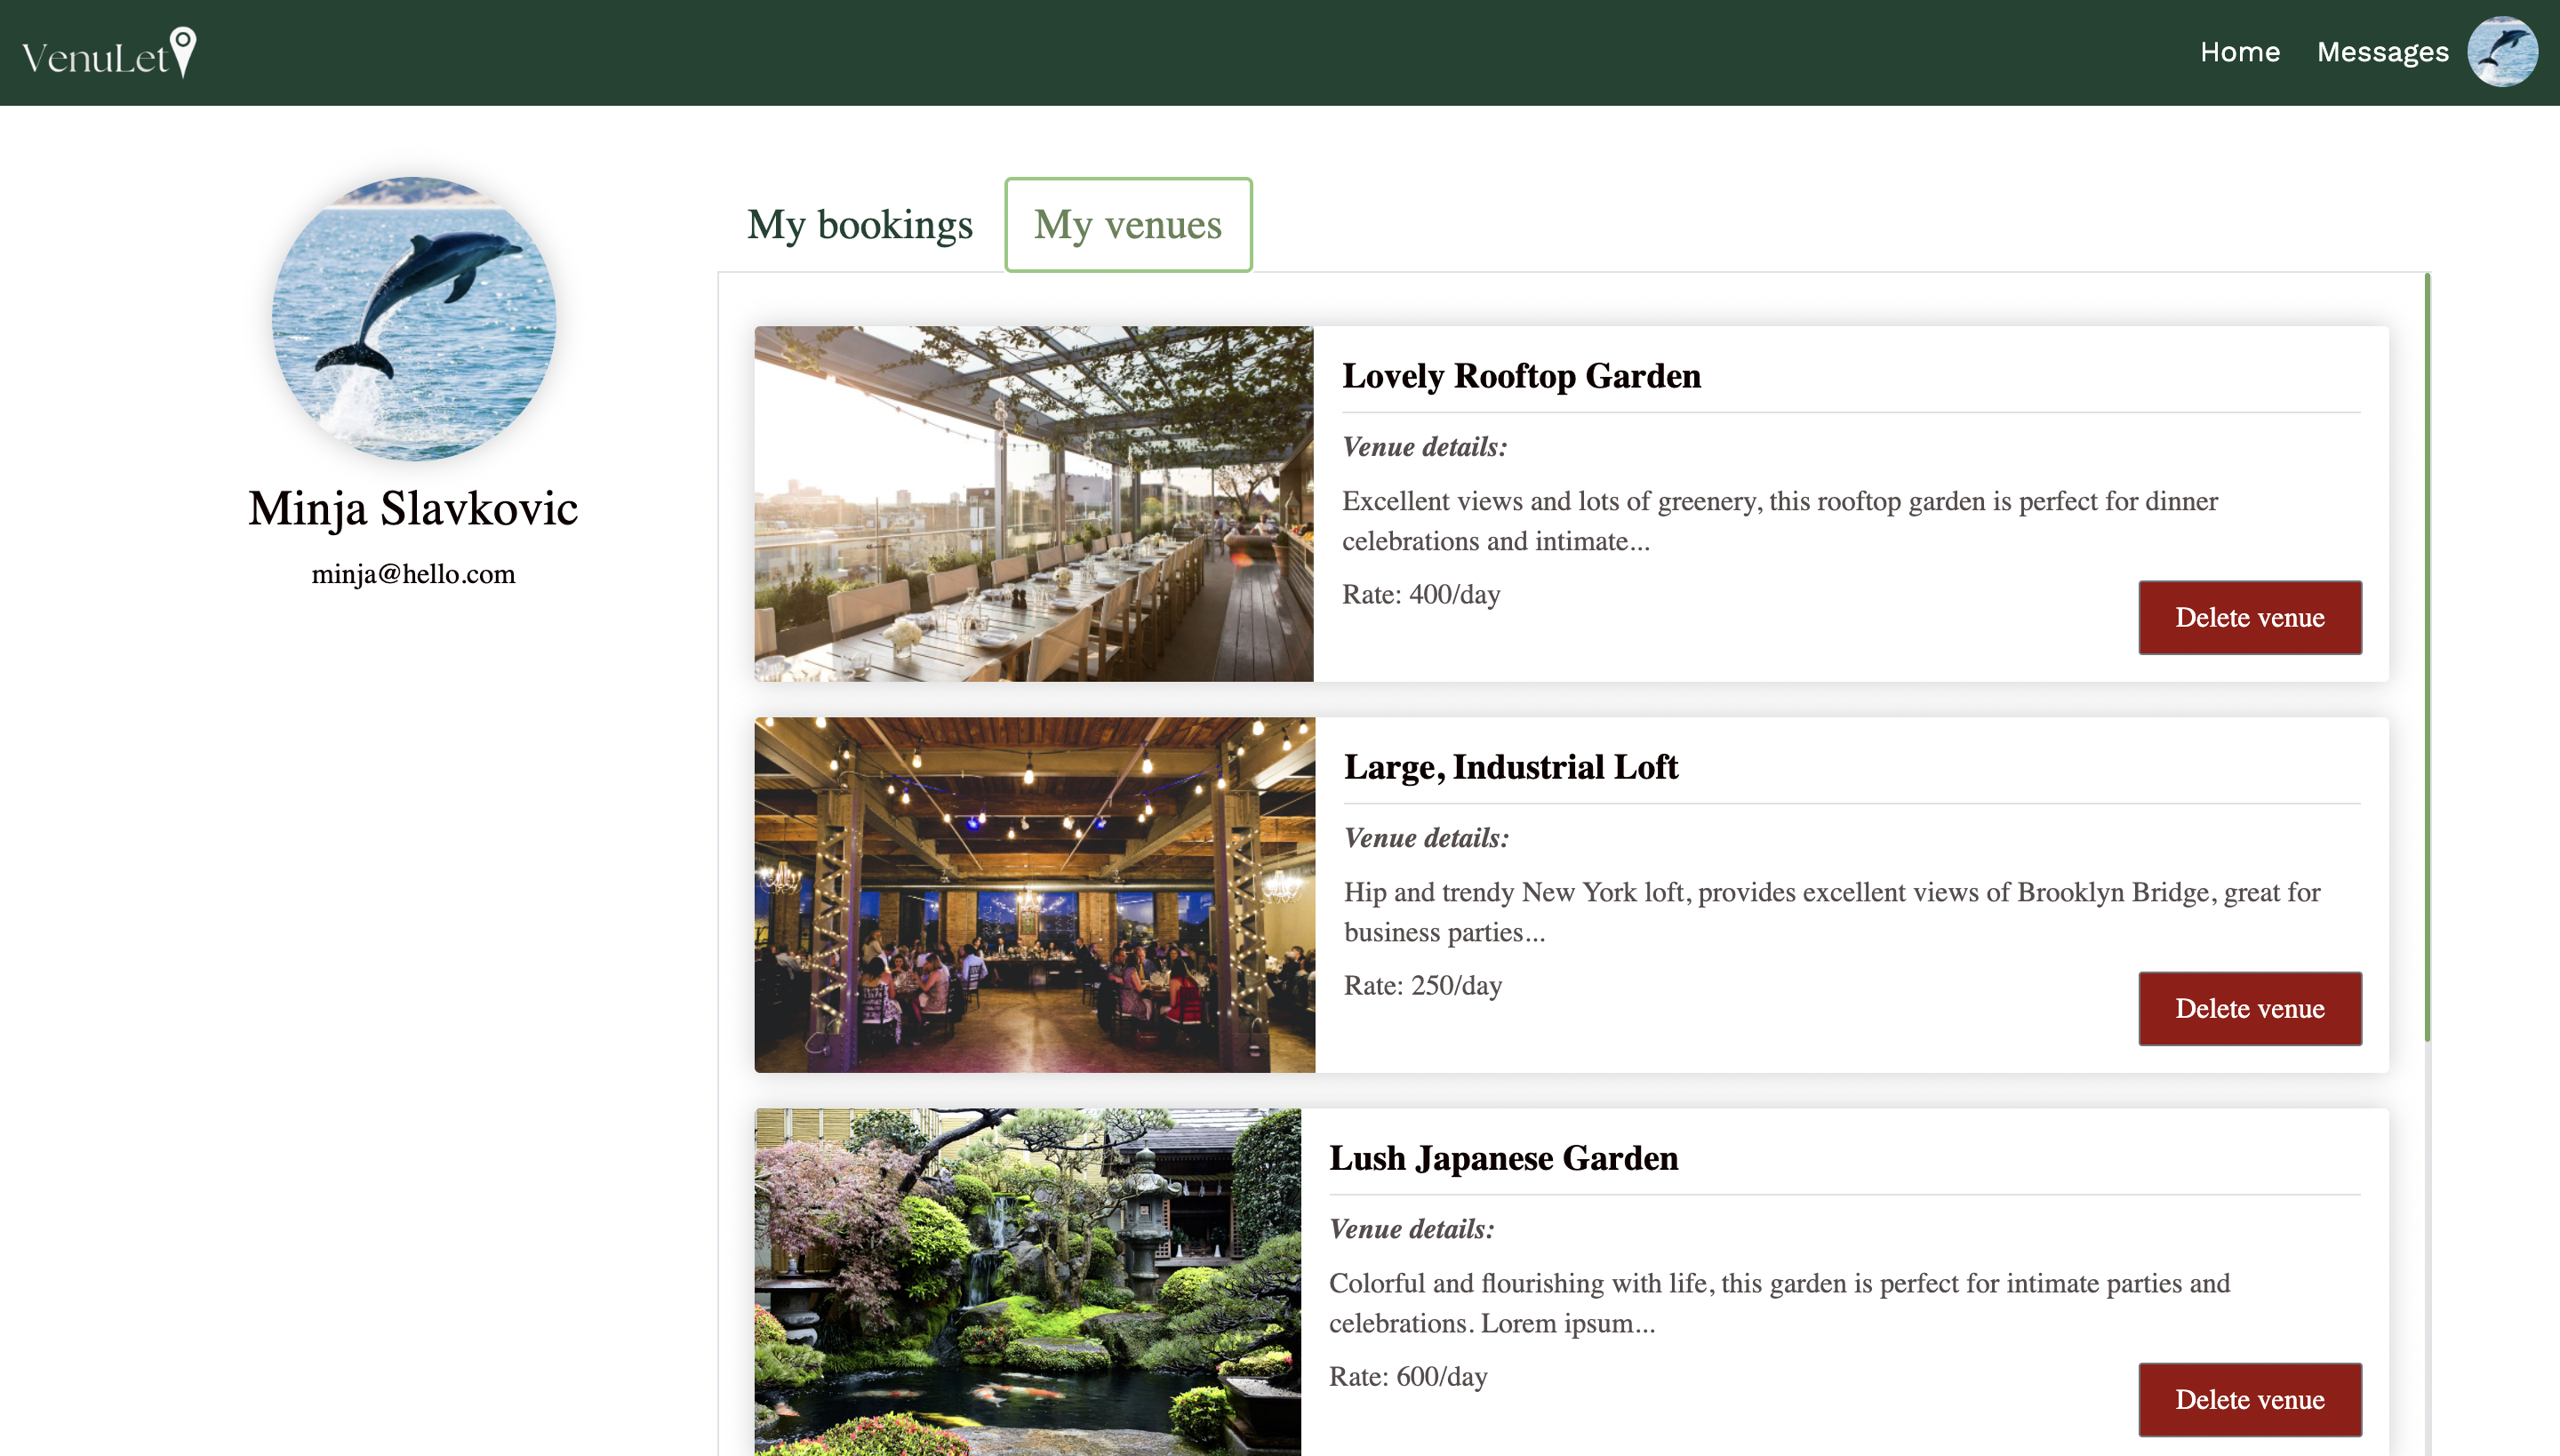 VenuLet
Home
Messages
Minja Slavkovic
minja@hello.com
My bookings
My venues
Lovely Rooftop Garden
Venue details:
Excellent views and lots of greenery, this rooftop garden is perfect for dinner
celebrations and intimate...
Rate: 400/day
Delete venue
Large, Industrial Loft
Venue details:
Hip and trendy New York loft, provides excellent views of Brooklyn Bridge, great for
business parties...
Rate: 250/day
Delete venue
Lush Japanese Garden
Venue details:
Colorful and flourishing with life, this garden is perfect for intimate parties and
celebrations. Lorem ipsum...
Rate: 600/day
Delete venue